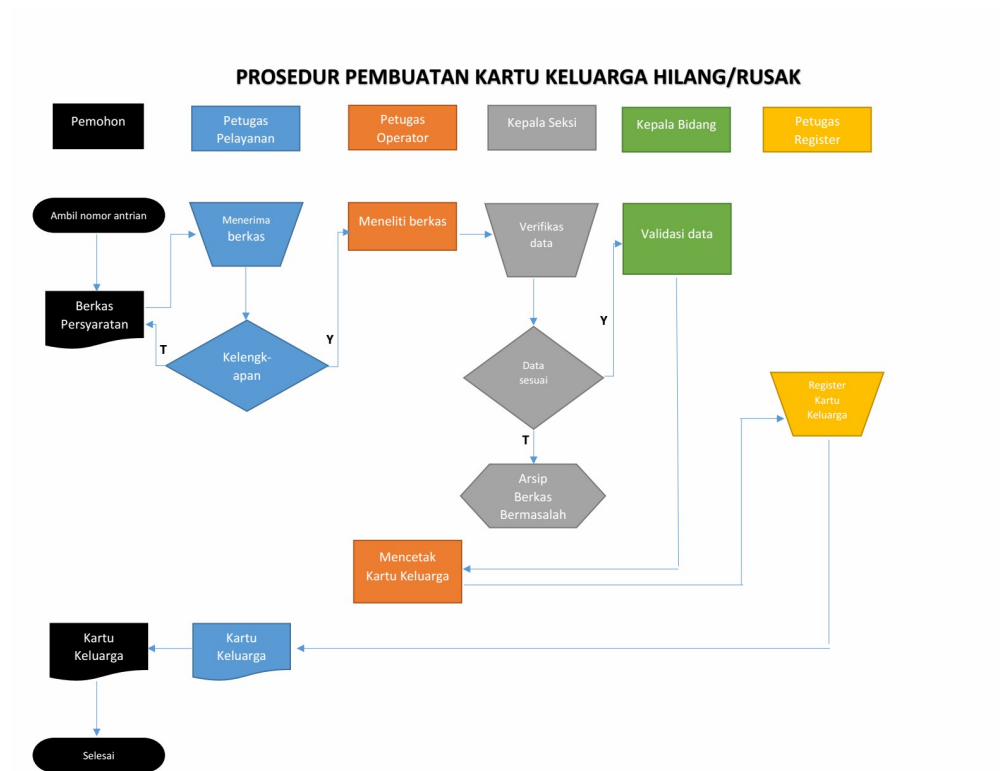 PROSEDUR PEMBUATAN KARTU KELUARGA HILANG/RUSAK
Pemohon
Petugas
Pelayanan
Petugas
Operator
Kepala Seksi
Kepala Bidang
Petugas
Register
Ambil nomor antrian
Menerima
berkas
Meneliti berkas
Verifikas
data
Validasi data
Berkas
Persyaratan
T
Kelengk-
apan
Y
Data
sesuai
Y
T
Register
Kartu
Keluarga
Arsip
Berkas
Bermasalah
Mencetak
Kartu Keluarga
Kartu
Keluarga
Kartu
Keluarga
Selesai